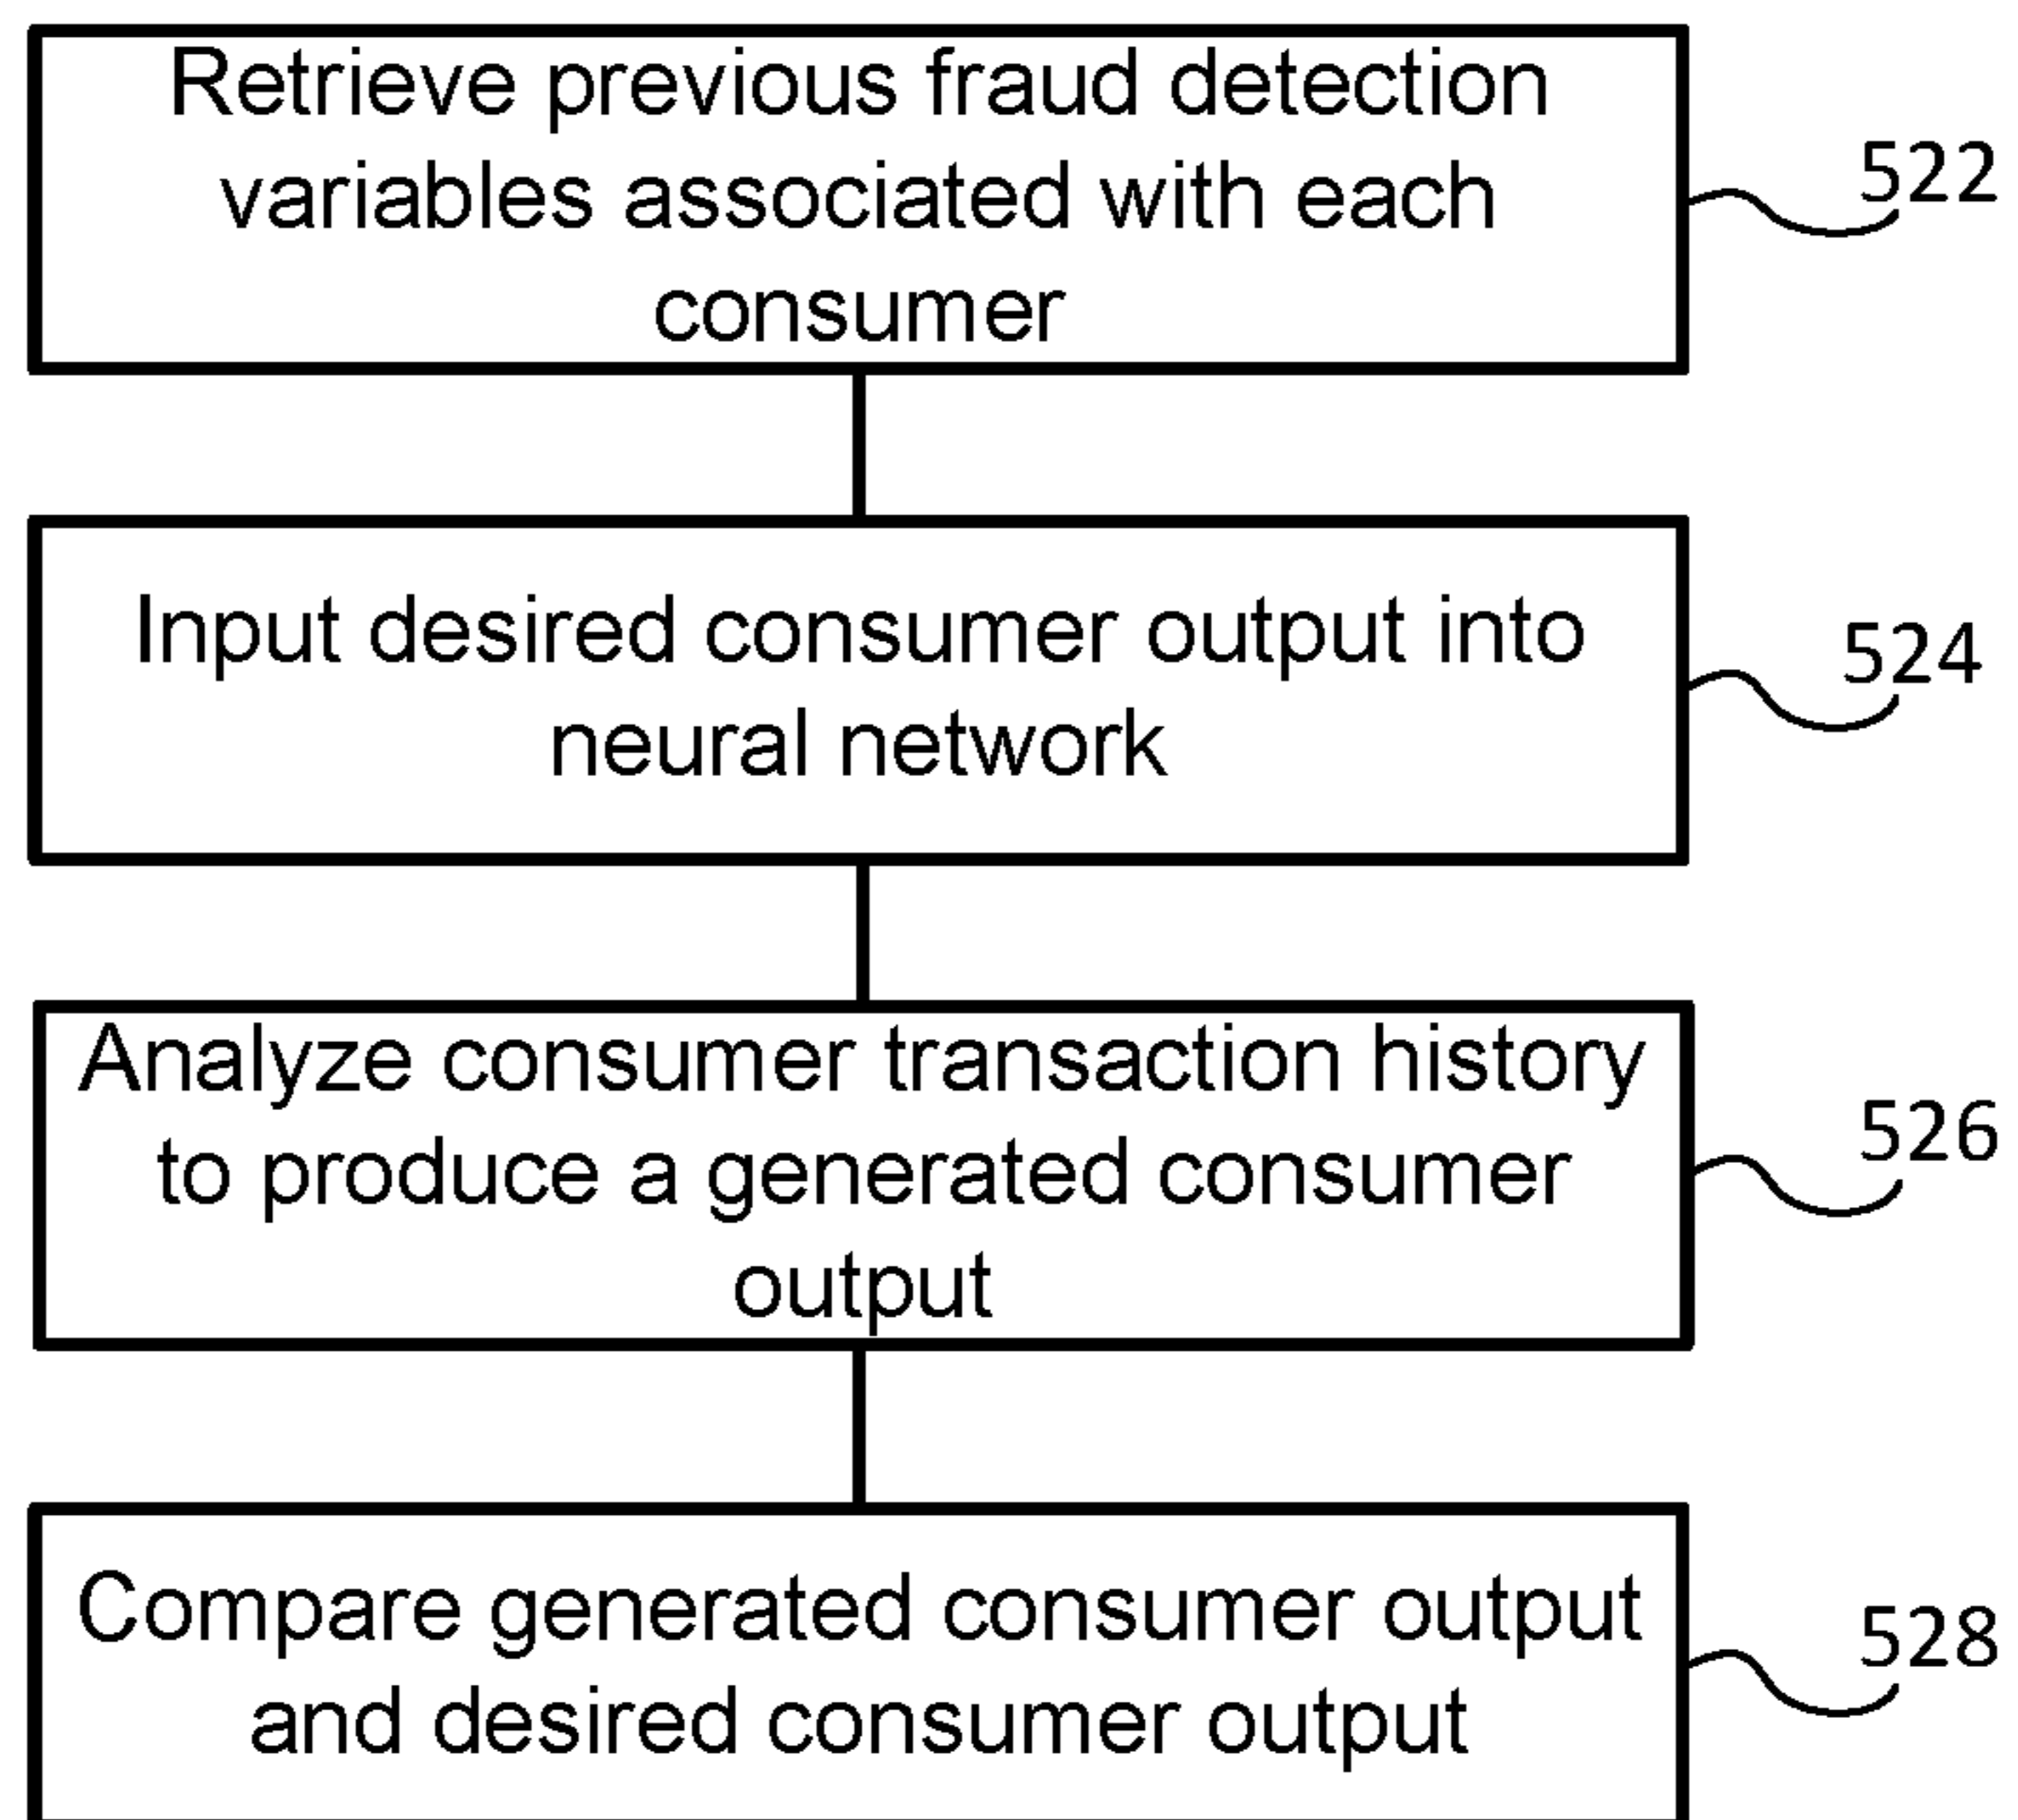 Retrieve previous fraud detection
variables associated with each
consumer
522
Input desired consumer output into
neural network
524
Analyze consumer transaction history
to produce a generated consumer
output
526
Compare generated consumer output
and desired consumer output
528